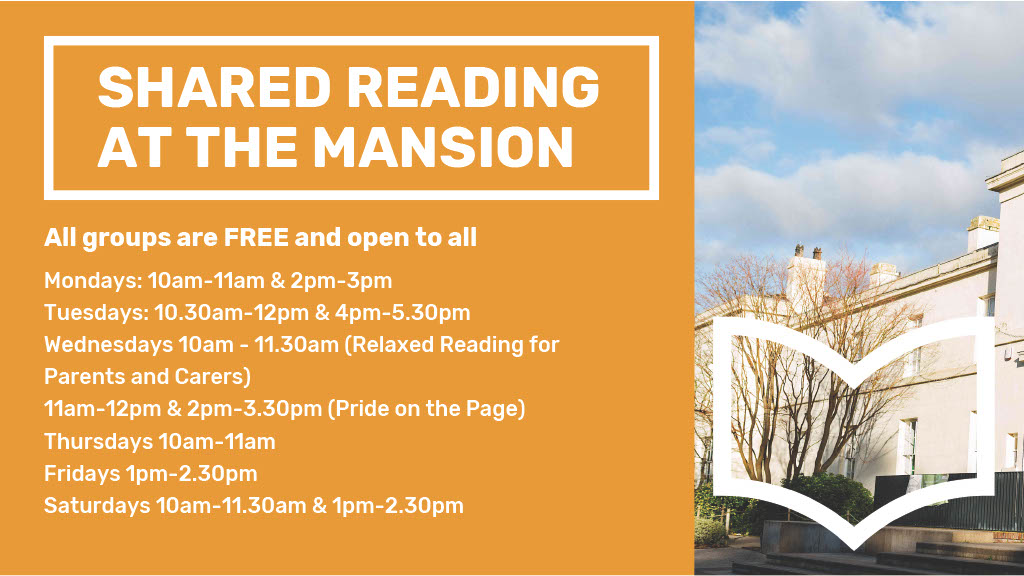 SHARED READING
AT THE MANSION
All groups are FREE and open to all
Mondays: 10am-11am & 2pm-3pm
Tuesdays: 10.30am-12pm & 4pm-5.30pm
Wednesdays 10am - 11.30am (Relaxed Reading for
Parents and Carers)
11am-12pm & 2pm-3.30pm (Pride on the Page)
Thursdays 10am-11am
Fridays 1pm-2.30pm
Saturdays 10am-11.30am & 1pm-2.30pm